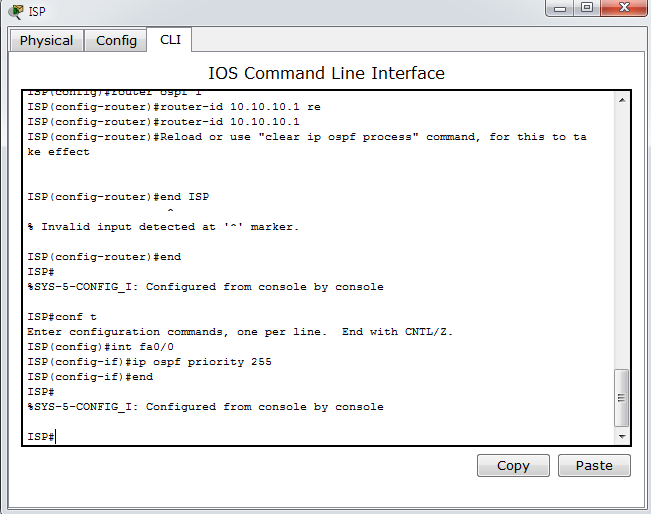 ISP
Physical Config CLI
IOS Command Line Interface
ISP(config)#router ospf 1
ISP(config-router)#router-id 10.10.10.1 re
ISP(config-router)#router-id 10.10.10.1
ISP(config-router)#Reload or use "clear ip ospf process" command, for this to ta
ke effect
ISP(config-router)#end ISP
^
% Invalid input detected at '^' marker.
ISP(config-router)#end
ISP#
%SYS-5-CONFIG_I: Configured from console by console
ISP#conf t
Enter configuration commands, one per line.  End with CNTL/Z.
ISP(config)#int fa0/0
ISP(config-if)#ip ospf priority 255
ISP(config-if)#end
ISP#
%SYS-5-CONFIG_I: Configured from console by console
ISP#
Copy Paste